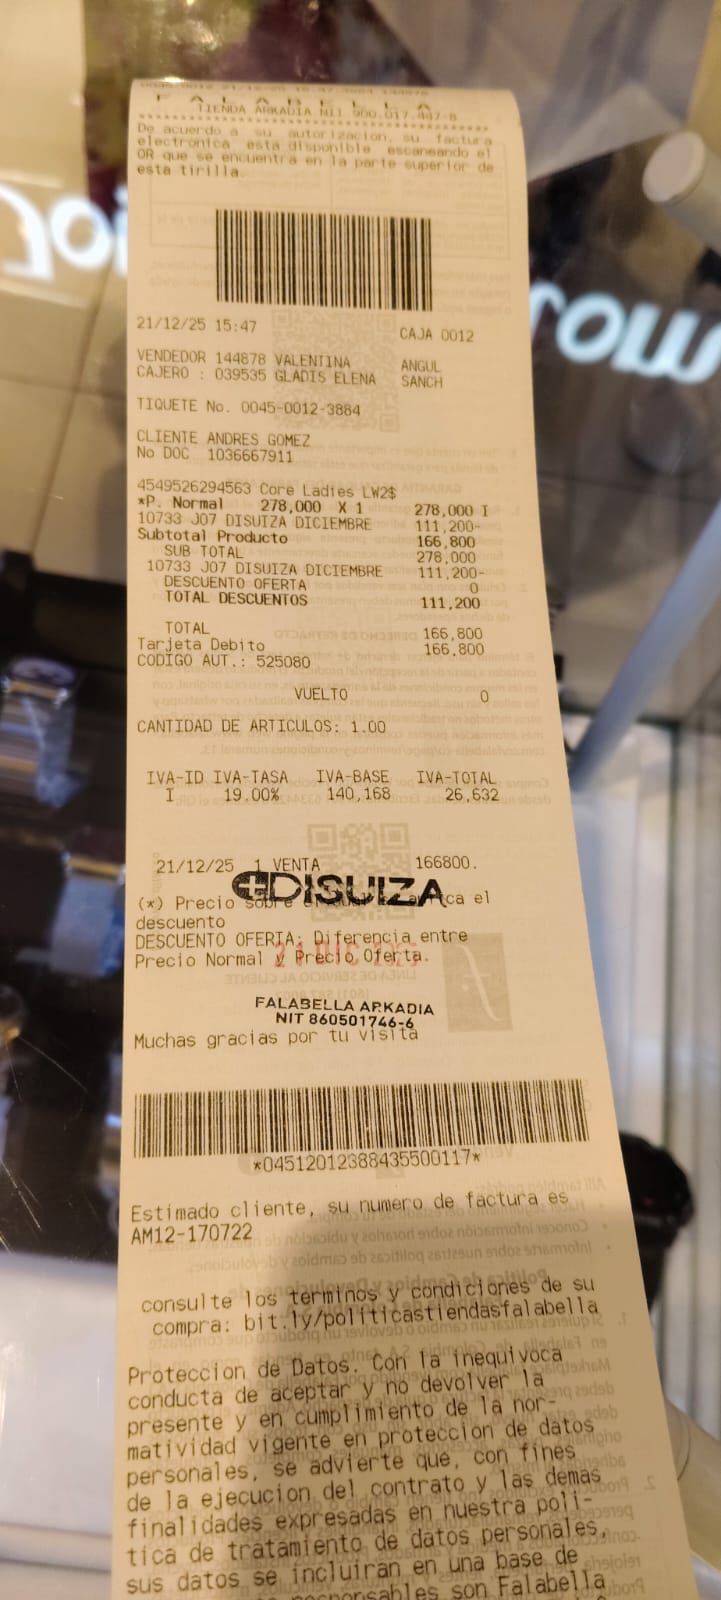 FALABELLA
TIENDA ARKADIA NIT 900.017.447-8
De acuerdo a su autorizacion, su factura
electronica esta disponible escaneando el
QR que se encuentra en la parte superior de
esta tirilla.
21/12/25 15:47 CAJA 0012
VENDEDOR 144878 VALENTINA ANGUL
CAJERO : 039535 GLADIS ELENA SANCH
TIQUETE No. 0045-0012-3884
CLIENTE ANDRES GOMEZ
No DOC 1036667911
4549526294563 Core Ladies LW2$
*P. Normal 278,000 X 1 278,000 I
10733 J07 DISUIZA DICIEMBRE 111,200-
Subtotal Producto 166,800
SUB TOTAL 278,000
10733 J07 DISUIZA DICIEMBRE 111,200-
DESCUENTO OFERTA 0
TOTAL DESCUENTOS 111,200
TOTAL 166,800
Tarjeta Debito 166,800
CODIGO AUT.: 525080
VUELTO 0
CANTIDAD DE ARTICULOS: 1.00
IVA-ID IVA-TASA IVA-BASE IVA-TOTAL
I 19.00% 140,168 26,632
21/12/25 1 VENTA 166800.
DISUIZA
(*) Precio sobre el
descuento
DESCUENTO OFERTA: Diferencia entre
Precio Normal y Precio Oferta.
FALABELLA ARKADIA
NIT 860501746-6
Muchas gracias por tu visita
*04512012388435500117*
Estimado cliente, su numero de factura es
AM12-170722
consulte los terminos y condiciones de su
compra: bit.ly/politicastiendasfalabella
Proteccion de Datos. Con la inequivoca
conducta de aceptar y no devolver la
presente y en cumplimiento de la nor-
matividad vigente en proteccion de datos
personales, se advierte que, con fines
de la ejecucion del contrato y las demas
finalidades expresadas en nuestra poli-
tica de tratamiento de datos personales,
sus datos se incluiran en una base de
responsables son Falabella